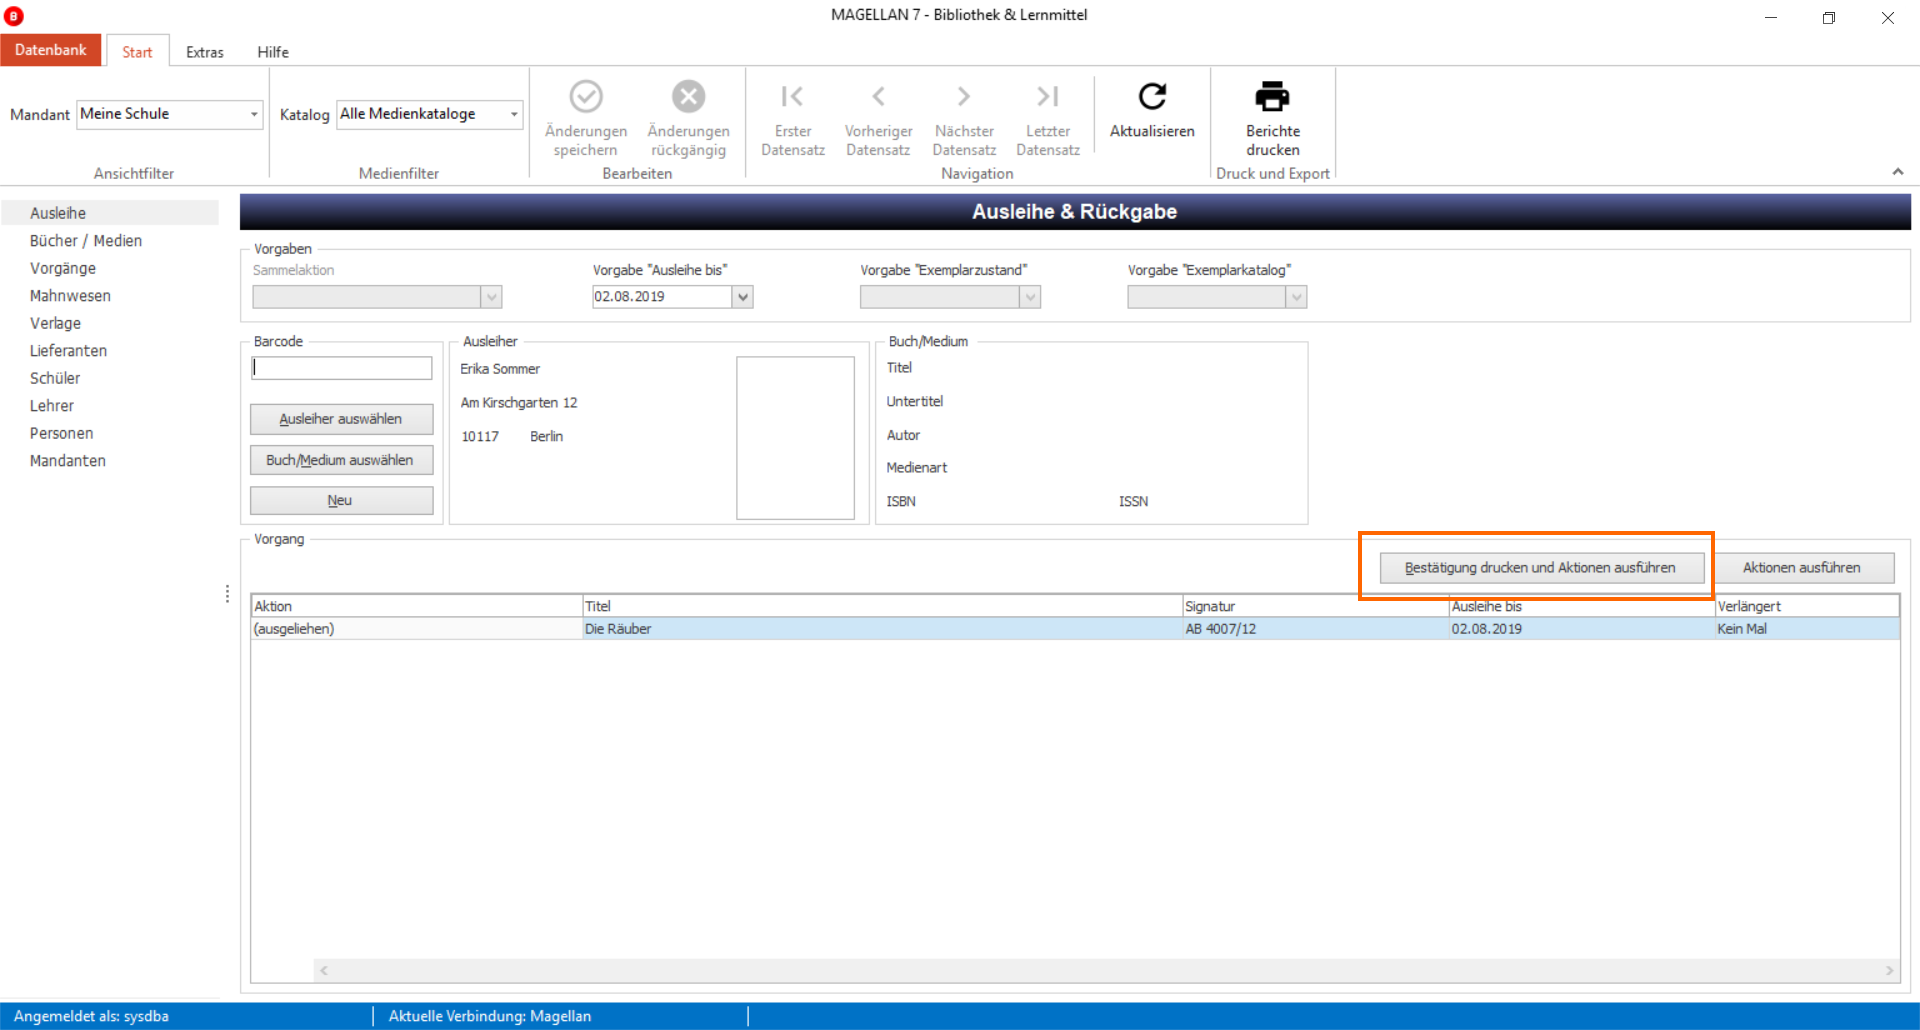 B
MAGELLAN 7 - Bibliothek & Lernmittel
Datenbank Start Extras Hilfe
Mandant Meine Schule
Ansichtfilter
Katalog Alle Medienkataloge
Medienfilter
Änderungen speichern
Änderungen rückgängig
Bearbeiten
Erster Datensatz
Vorheriger Datensatz
Nächster Datensatz
Letzter Datensatz
Navigation
Aktualisieren
Berichte drucken
Druck und Export
Ausleihe
Bücher / Medien
Vorgänge
Mahnwesen
Verlage
Lieferanten
Schüler
Lehrer
Personen
Mandanten
Ausleihe & Rückgabe
Vorgaben
Sammelaktion
Vorgabe "Ausleihe bis"
02.08.2019
Vorgabe "Exemplarzustand"
Vorgabe "Exemplarkatalog"
Barcode
Ausleiher auswählen
Buch/Medium auswählen
Neu
Ausleiher
Erika Sommer
Am Kirschgarten 12
10117 Berlin
Buch/Medium
Titel
Untertitel
Autor
Medienart
ISBN ISSN
Vorgang
Bestätigung drucken und Aktionen ausführen Aktionen ausführen
Aktion Titel Signatur Ausleihe bis Verlängert
(ausgeliehen) Die Räuber AB 4007/12 02.08.2019 Kein Mal
Angemeldet als: sysdba Aktuelle Verbindung: Magellan